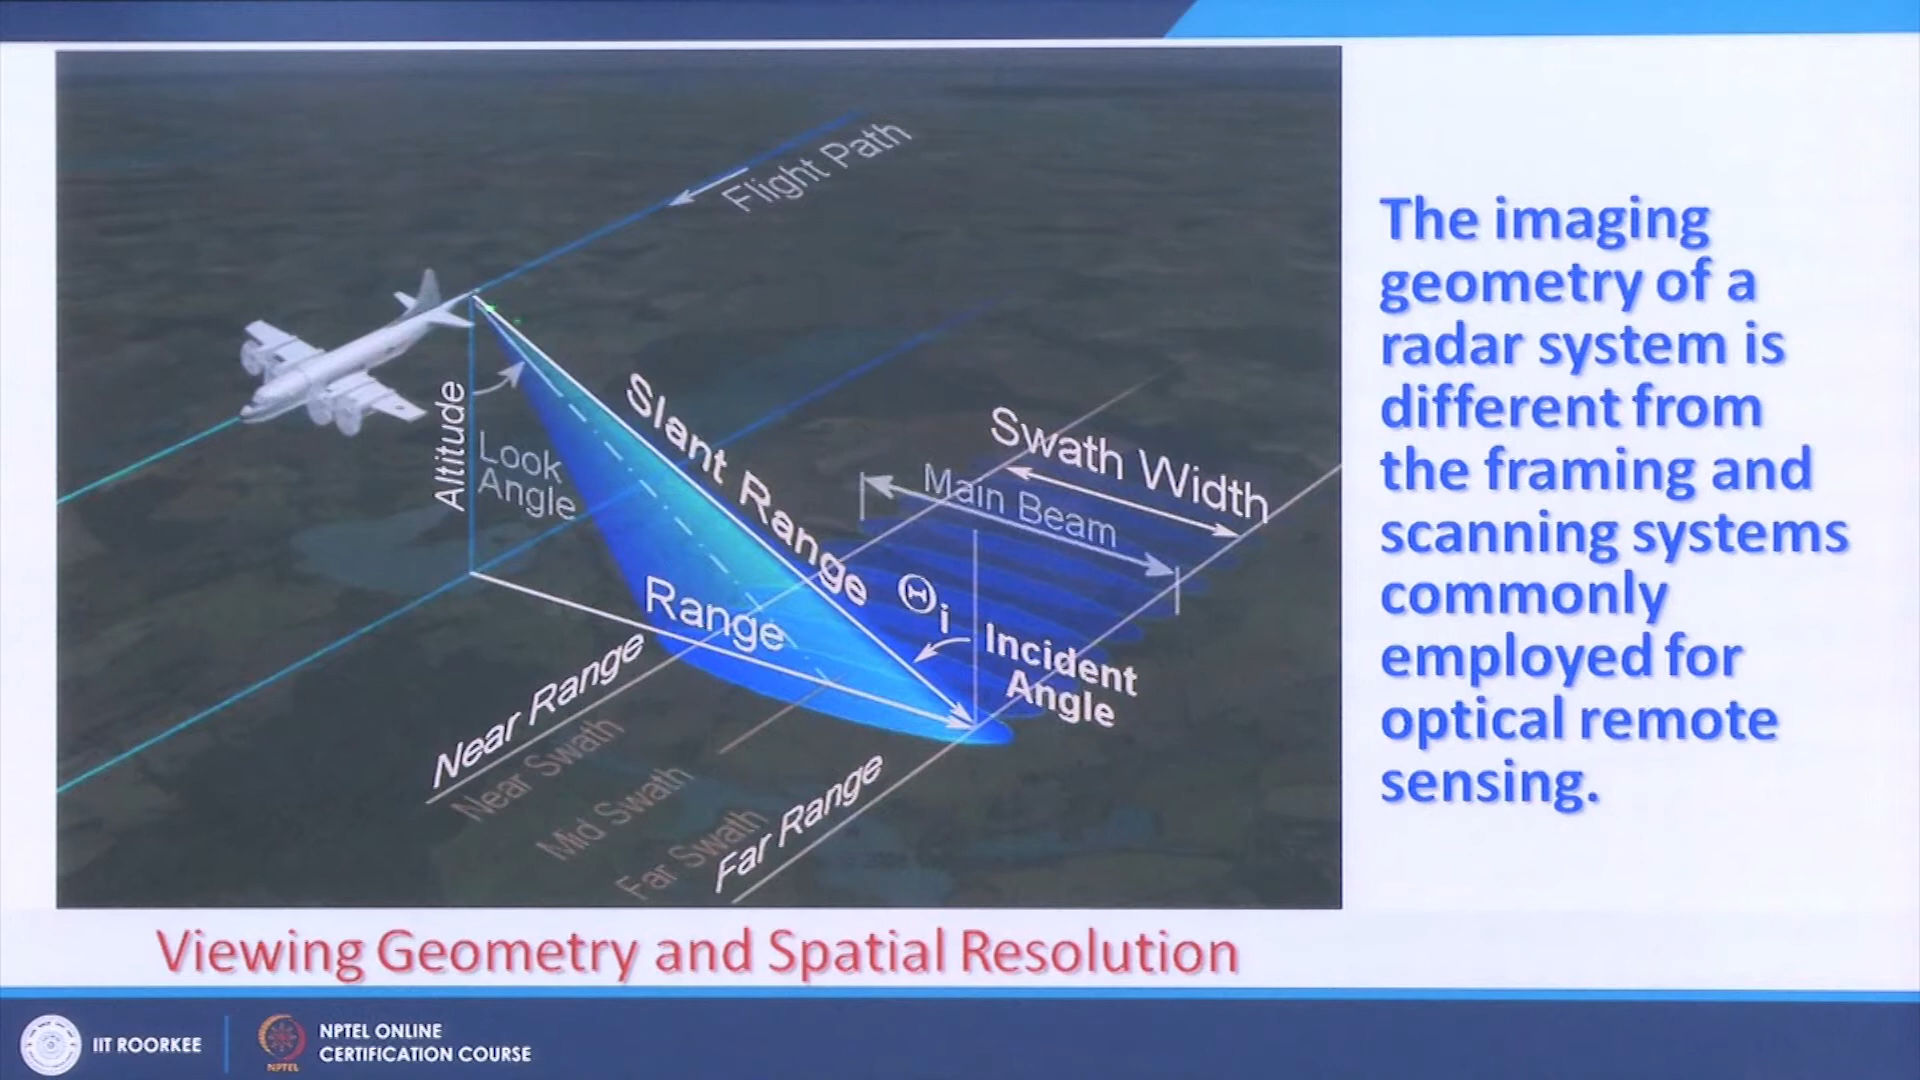 Flight Path
Altitude
Look
Angle
Slant Range
Swath Width
Main Beam
Range
Θi
Incident
Angle
Near Range
Near Swath
Mid Swath
Far Swath
Far Range
The imaging
geometry of a
radar system is
different from
the framing and
scanning systems
commonly
employed for
optical remote
sensing.
Viewing Geometry and Spatial Resolution
IIT ROORKEE
NPTEL
NPTEL ONLINE
CERTIFICATION COURSE